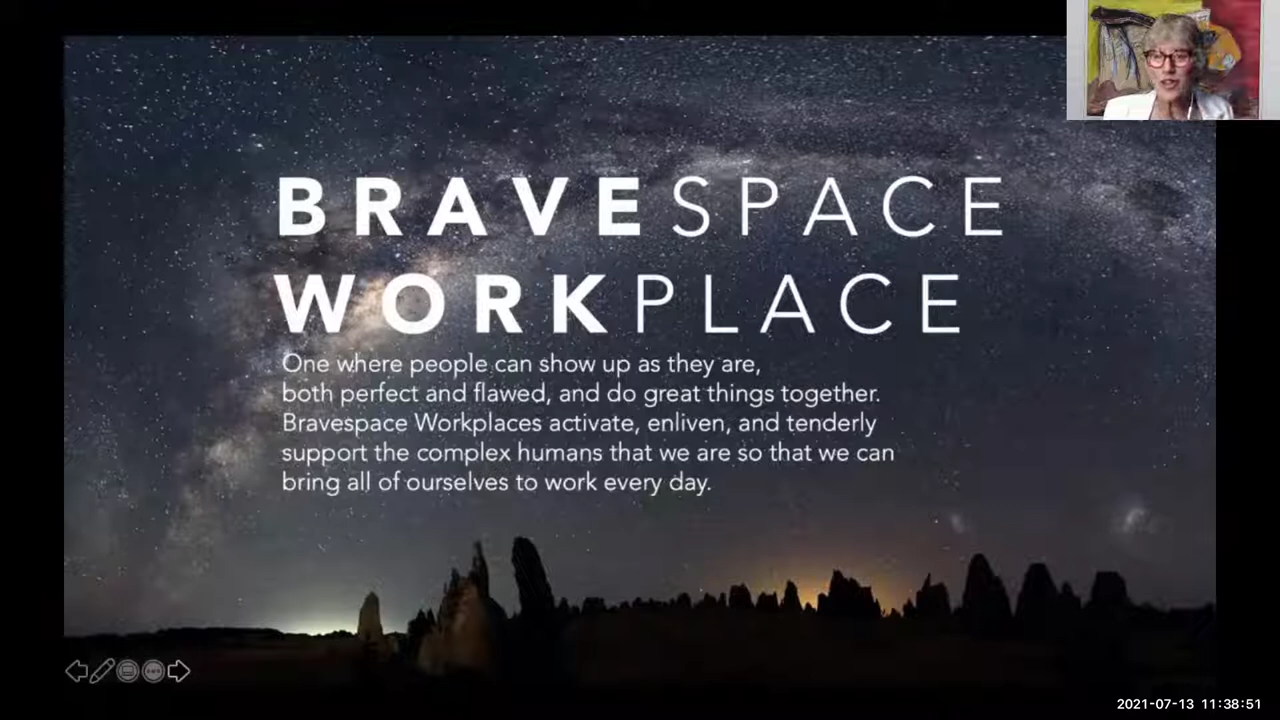 BRAVESPACE
WORKPLACE
One where people can show up as they are,
both perfect and flawed, and do great things together.
Bravespace Workplaces activate, enliven, and tenderly
support the complex humans that we are so that we can
bring all of ourselves to work every day.
2021-07-13 11:38:51